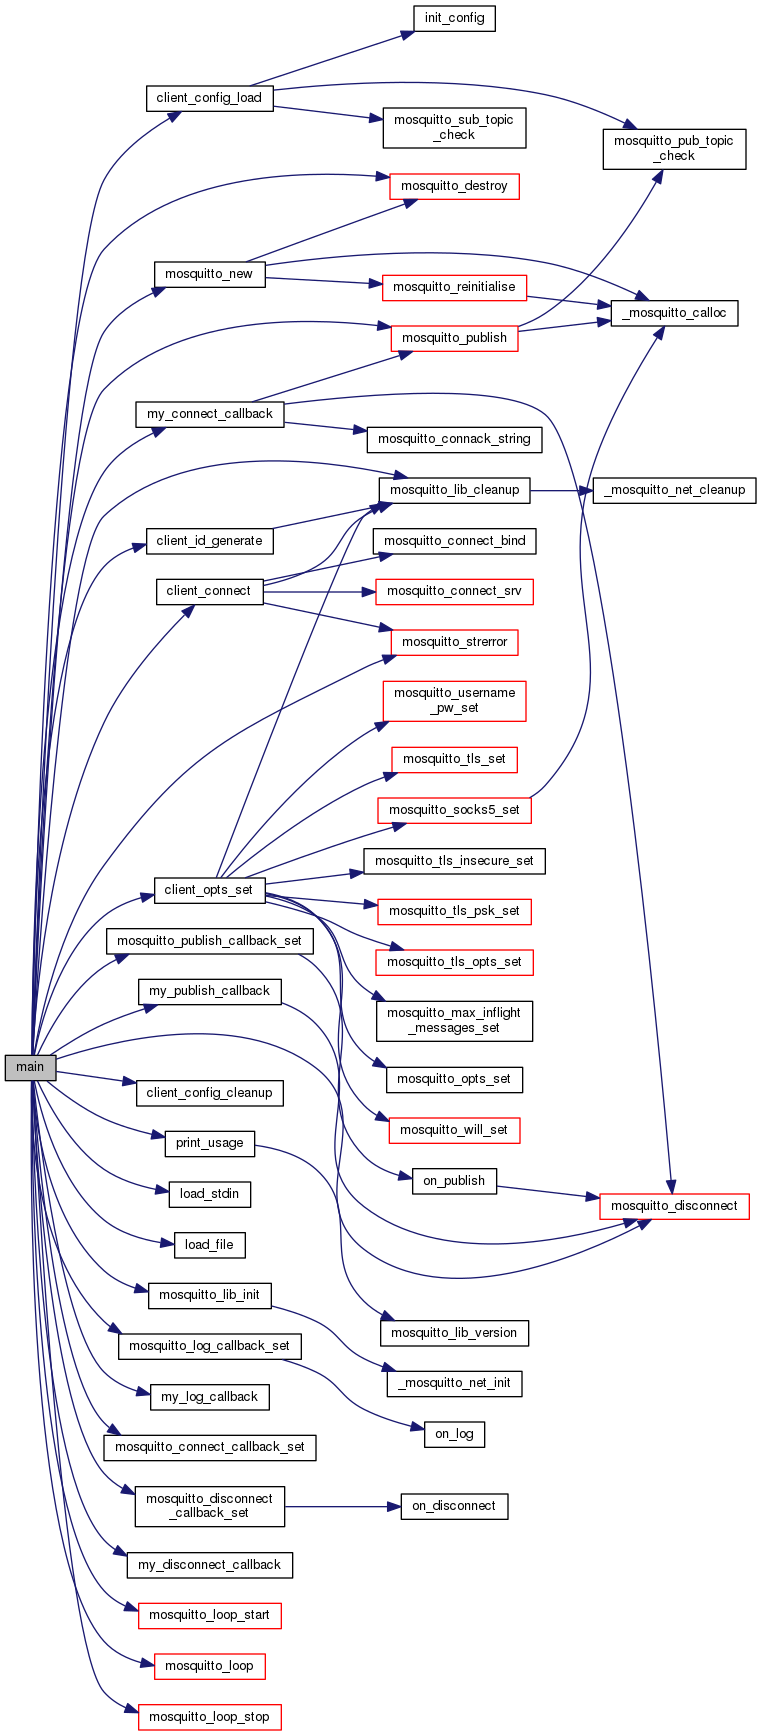 init_config
client_config_load
mosquitto_sub_topic
_check
mosquitto_pub_topic
_check
mosquitto_destroy
mosquitto_new
mosquitto_reinitialise
_mosquitto_calloc
mosquitto_publish
my_connect_callback
mosquitto_connack_string
mosquitto_lib_cleanup
_mosquitto_net_cleanup
client_id_generate
mosquitto_connect_bind
client_connect
mosquitto_connect_srv
mosquitto_strerror
mosquitto_username
_pw_set
mosquitto_tls_set
mosquitto_socks5_set
mosquitto_tls_insecure_set
client_opts_set
mosquitto_tls_psk_set
mosquitto_publish_callback_set
mosquitto_tls_opts_set
my_publish_callback
mosquitto_max_inflight
_messages_set
main
mosquitto_opts_set
client_config_cleanup
mosquitto_will_set
print_usage
on_publish
load_stdin
mosquitto_disconnect
load_file
mosquitto_lib_init
mosquitto_lib_version
mosquitto_log_callback_set
_mosquitto_net_init
my_log_callback
on_log
mosquitto_connect_callback_set
mosquitto_disconnect
_callback_set
on_disconnect
my_disconnect_callback
mosquitto_loop_start
mosquitto_loop
mosquitto_loop_stop